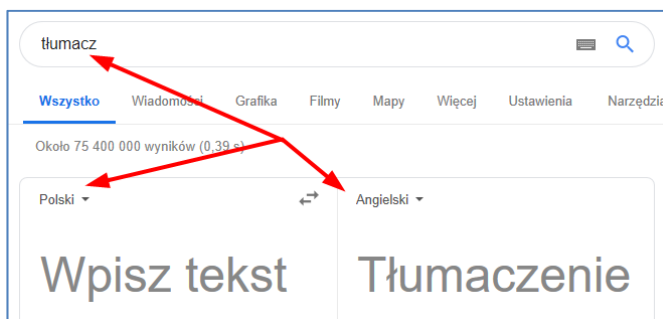 tłumacz
Wszystko Wiadomości Grafika Filmy Mapy Więcej Ustawienia Narzędzia
Około 75 400 000 wyników (0,39 s)
Polski Angielski
Wpisz tekst Tłumaczenie